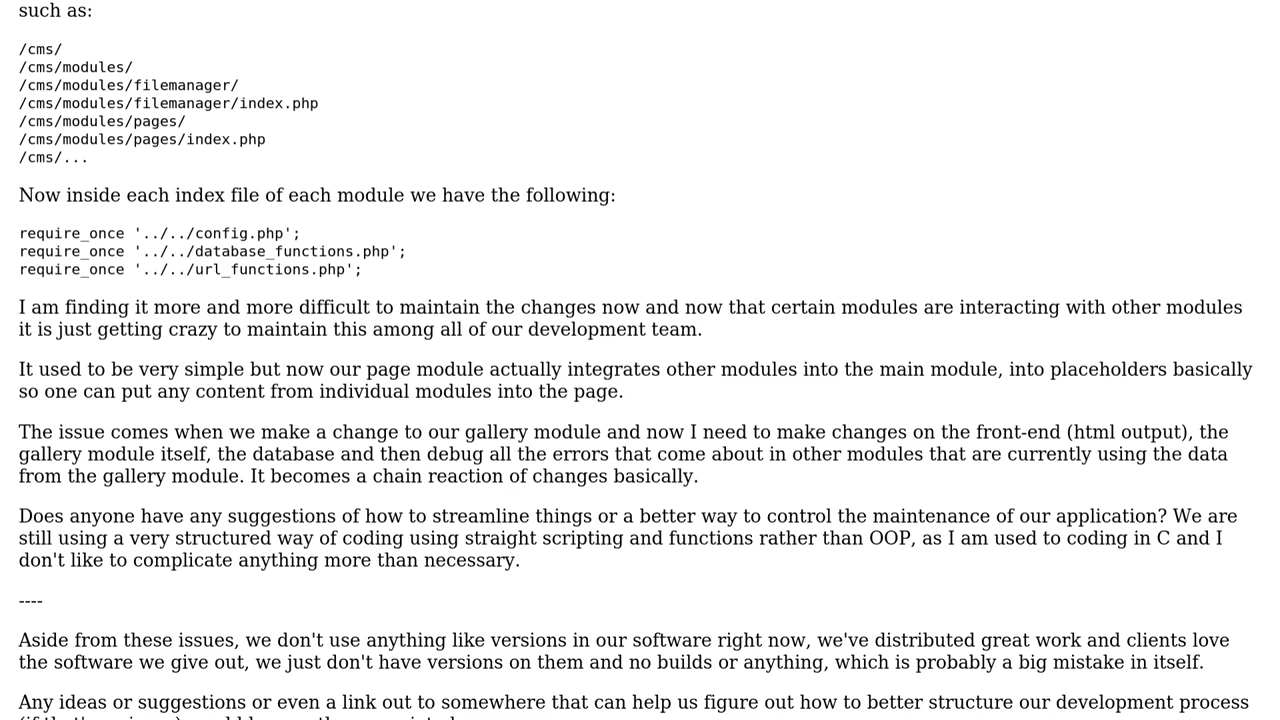 such as:
/cms/
/cms/modules/
/cms/modules/filemanager/
/cms/modules/filemanager/index.php
/cms/modules/pages/
/cms/modules/pages/index.php
/cms/...
Now inside each index file of each module we have the following:
require_once '../../config.php';
require_once '../../database_functions.php';
require_once '../../url_functions.php';
I am finding it more and more difficult to maintain the changes now and now that certain modules are interacting with other modules
it is just getting crazy to maintain this among all of our development team.
It used to be very simple but now our page module actually integrates other modules into the main module, into placeholders basically
so one can put any content from individual modules into the page.
The issue comes when we make a change to our gallery module and now I need to make changes on the front-end (html output), the
gallery module itself, the database and then debug all the errors that come about in other modules that are currently using the data
from the gallery module. It becomes a chain reaction of changes basically.
Does anyone have any suggestions of how to streamline things or a better way to control the maintenance of our application? We are
still using a very structured way of coding using straight scripting and functions rather than OOP, as I am used to coding in C and I
don't like to complicate anything more than necessary.
----
Aside from these issues, we don't use anything like versions in our software right now, we've distributed great work and clients love
the software we give out, we just don't have versions on them and no builds or anything, which is probably a big mistake in itself.
Any ideas or suggestions or even a link out to somewhere that can help us figure out how to better structure our development process